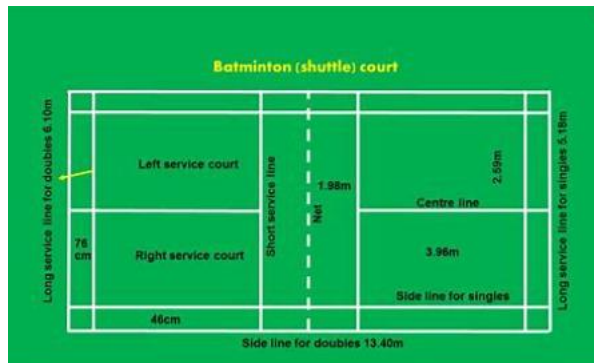 Batminton (shuttle) court
Long service line for doubles 6.10m
Left service court
Right service court
76
cm
46cm
Short service line
Net
1.98m
2.59m
Centre line
3.96m
Side line for singles
Long service line for singles 5.18m
Side line for doubles 13.40m